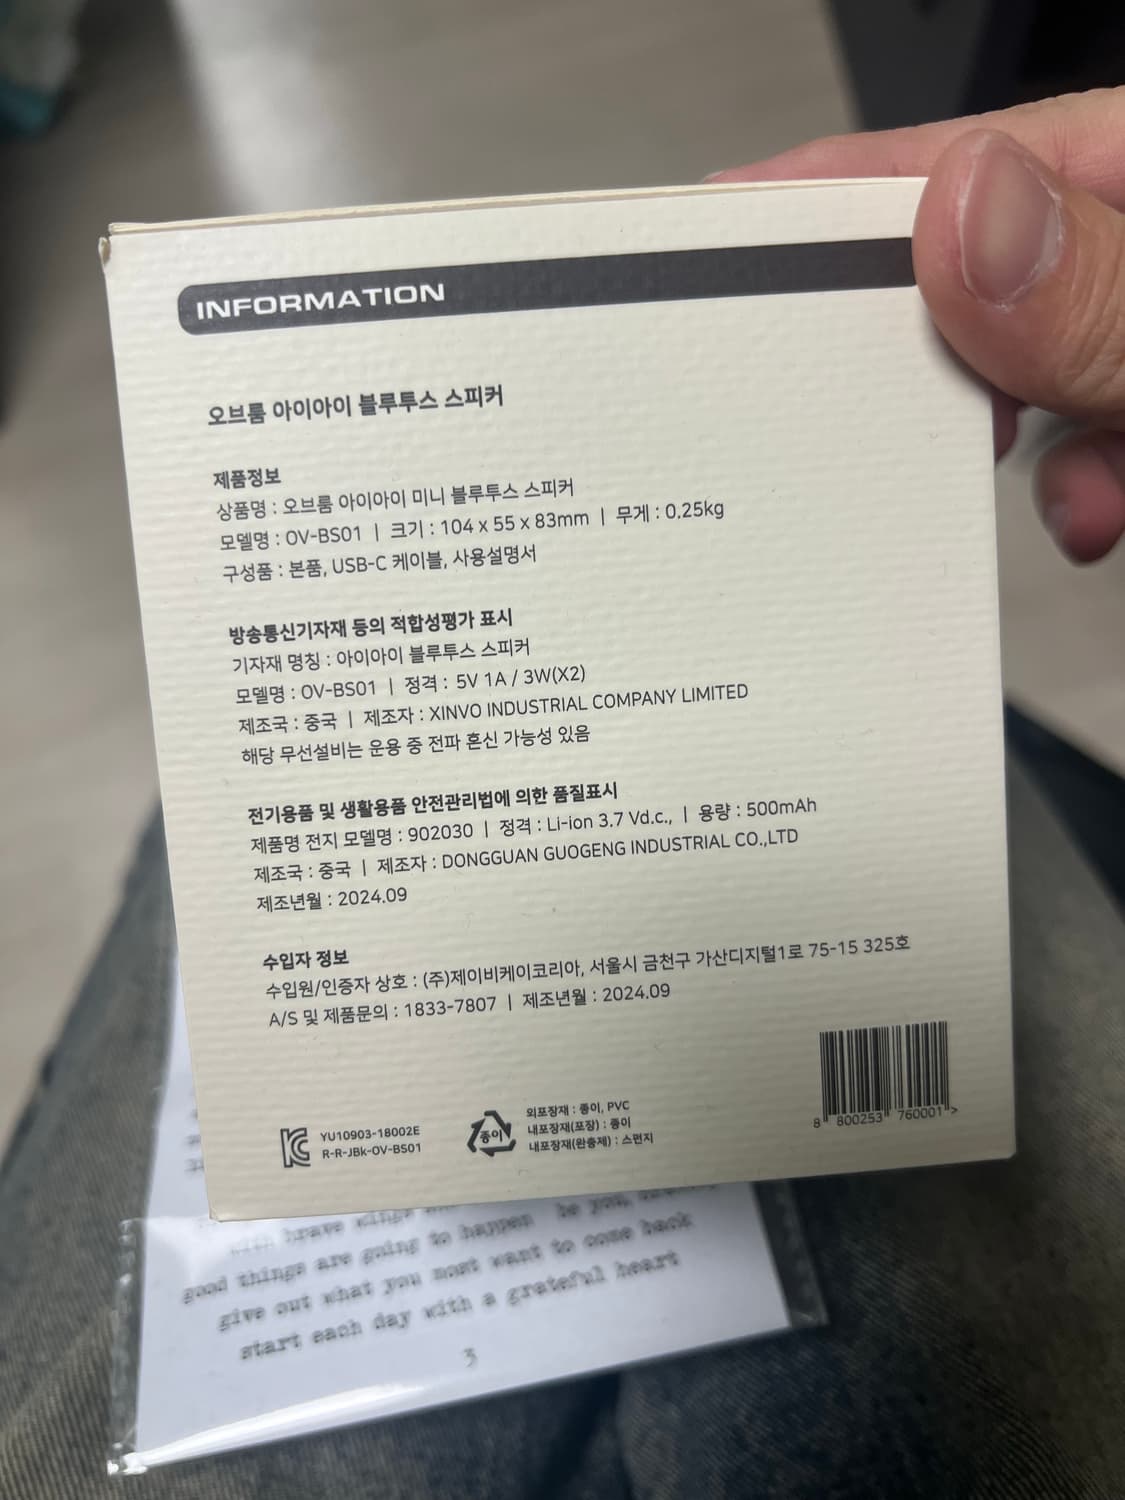 INFORMATION
오브룸 아이아이 블루투스 스피커
제품정보
상품명 : 오브룸 아이아이 미니 블루투스 스피커
모델명 : OV-BS01 | 크기 : 104 x 55 x 83mm | 무게 : 0.25kg
구성품 : 본품, USB-C 케이블, 사용설명서
방송통신기자재 등의 적합성평가 표시
기자재 명칭 : 아이아이 블루투스 스피커
모델명 : OV-BS01 | 정격 : 5V 1A / 3W(X2)
제조국 : 중국 | 제조자 : XINVO INDUSTRIAL COMPANY LIMITED
해당 무선설비는 운용 중 전파 혼신 가능성 있음
전기용품 및 생활용품 안전관리법에 의한 품질표시
제품명 전지 모델명 : 902030 | 정격 : Li-ion 3.7 Vd.c., | 용량 : 500mAh
제조국 : 중국 | 제조자 : DONGGUAN GUOGENG INDUSTRIAL CO.,LTD
제조년월 : 2024.09
수입자 정보
수입원/인증자 상호 : (주)제이비케이코리아, 서울시 금천구 가산디지털1로 75-15 325호
A/S 및 제품문의 : 1833-7807 | 제조년월 : 2024.09
YU10903-18002E
R-R-JBk-OV-BS01
종이
외포장재 : 종이, PVC
내포장재(포장) : 종이
내포장재(완충제) : 스펀지
8 800253 760001 >
with brave wings
good things are going to happen be you,
give out what you most want to come back
start each day with a grateful heart
3